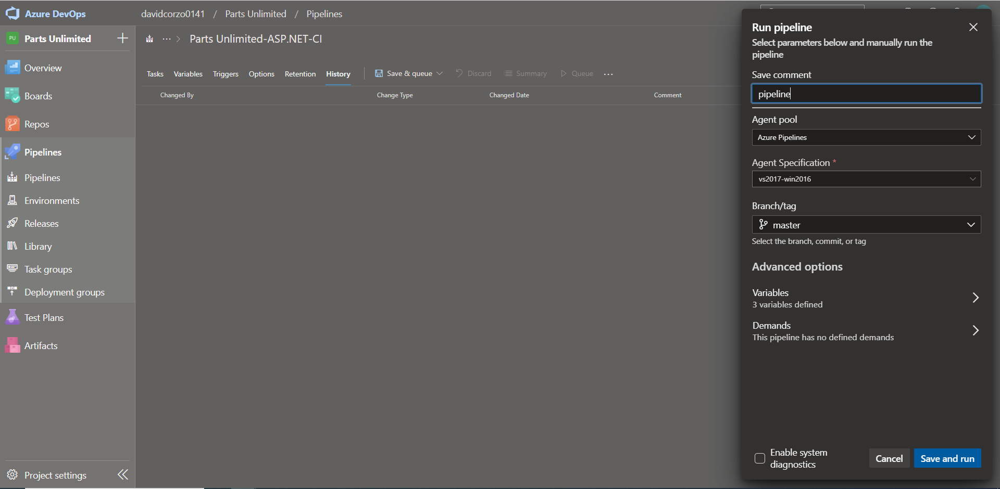 Azure DevOps
davidcorzo0141 / Parts Unlimited / Pipelines
PU Parts Unlimited
Overview
Boards
Repos
Pipelines
Pipelines
Environments
Releases
Library
Task groups
Deployment groups
Test Plans
Artifacts
Project settings
Parts Unlimited-ASP.NET-CI
Tasks Variables Triggers Options Retention History Save & queue Discard Summary Queue
Changed By Change Type Changed Date Comment
Run pipeline
Select parameters below and manually run the
pipeline
Save comment
pipeline
Agent pool
Azure Pipelines
Agent Specification *
vs2017-win2016
Branch/tag
master
Select the branch, commit, or tag
Advanced options
Variables
3 variables defined
Demands
This pipeline has no defined demands
Enable system
diagnostics
Cancel Save and run